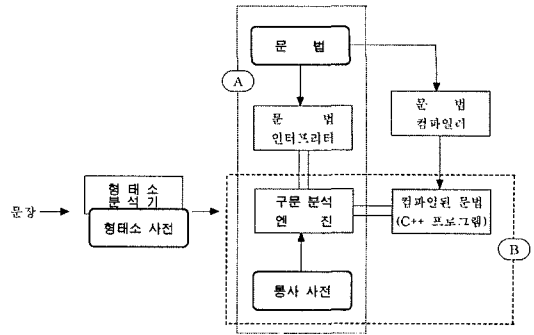 문 법
A
문 법
인터프리터
문 법
컴파일러
형 태 소
분 석 기
형태소 사전
문장
구문 분석
엔 진
컴파일된 문법
(C++ 프로그램)
B
통사 사전